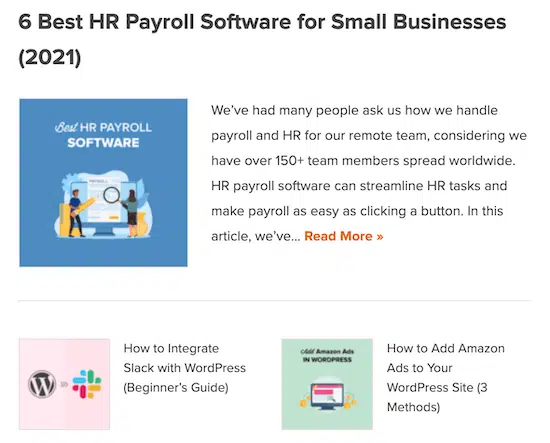 6 Best HR Payroll Software for Small Businesses
(2021)
Best HR PAYROLL
SOFTWARE
We've had many people ask us how we handle
payroll and HR for our remote team, considering we
have over 150+ team members spread worldwide.
HR payroll software can streamline HR tasks and
make payroll as easy as clicking a button. In this
article, we've... Read More »
How to Integrate
Slack with WordPress
(Beginner's Guide)
Add Amazon Ads
IN WORDPRESS
How to Add Amazon
Ads to Your
WordPress Site (3
Methods)